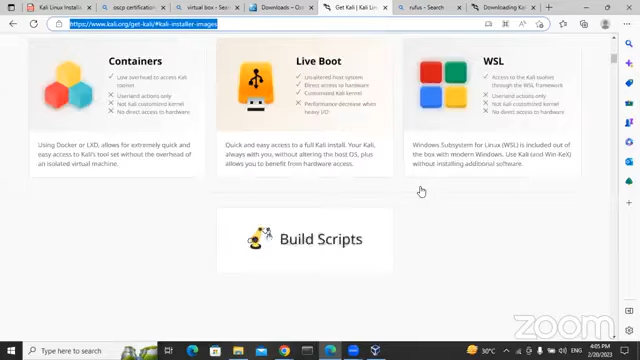 Kali Linux Installa
oscp certification
virtual box - Sear
Downloads – Ora
Get Kali | Kali Lin
rufus - Search
Downloading Kal
https://www.kali.org/get-kali/#kali-installer-images
Containers
Low overhead to access Kali toolset
Userland actions only
Not Kali customized kernel
No direct access to hardware
Using Docker or LXD, allows for extremely quick and
easy access to Kali's tool set without the overhead of
an isolated virtual machine.
Live Boot
Un-altered host system
Direct access to hardware
Customized Kali kernel
Performance decrease when
heavy I/O
Quick and easy access to a full Kali install. Your Kali,
always with you, without altering the host OS, plus
allows you to benefit from hardware access.
WSL
Access to the Kali toolset
through the WSL framework
Userland actions only
Not Kali customized kernel
No direct access to hardware
Windows Subsystem for Linux (WSL) is included out of
the box with modern Windows. Use Kali (and Win-KeX)
without installing additional software.
Build Scripts
zoom
Type here to search
30°C
ENG
4:05 PM
2/20/2023